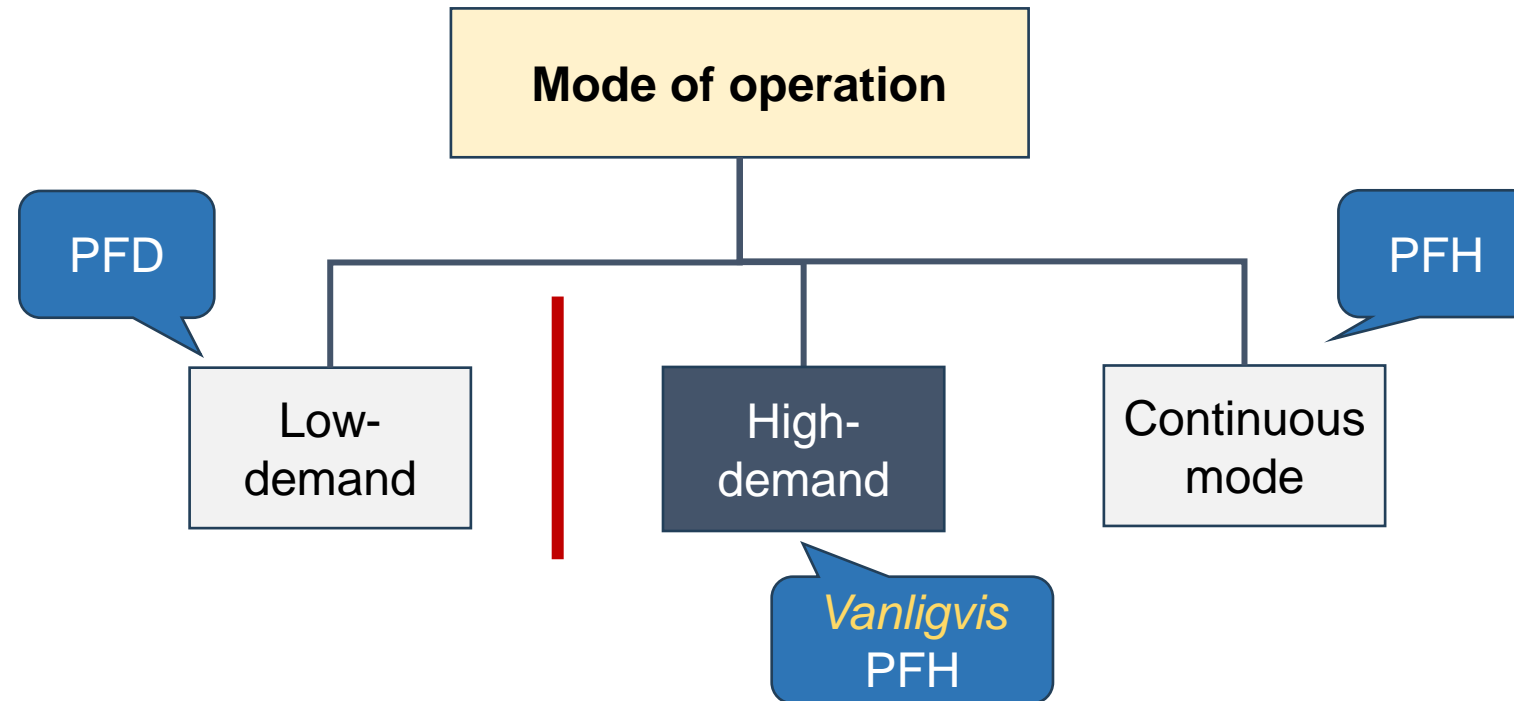 Mode of operation
PFD
PFH
Low-
demand
High-
demand
Continuous
mode
Vanligvis
PFH